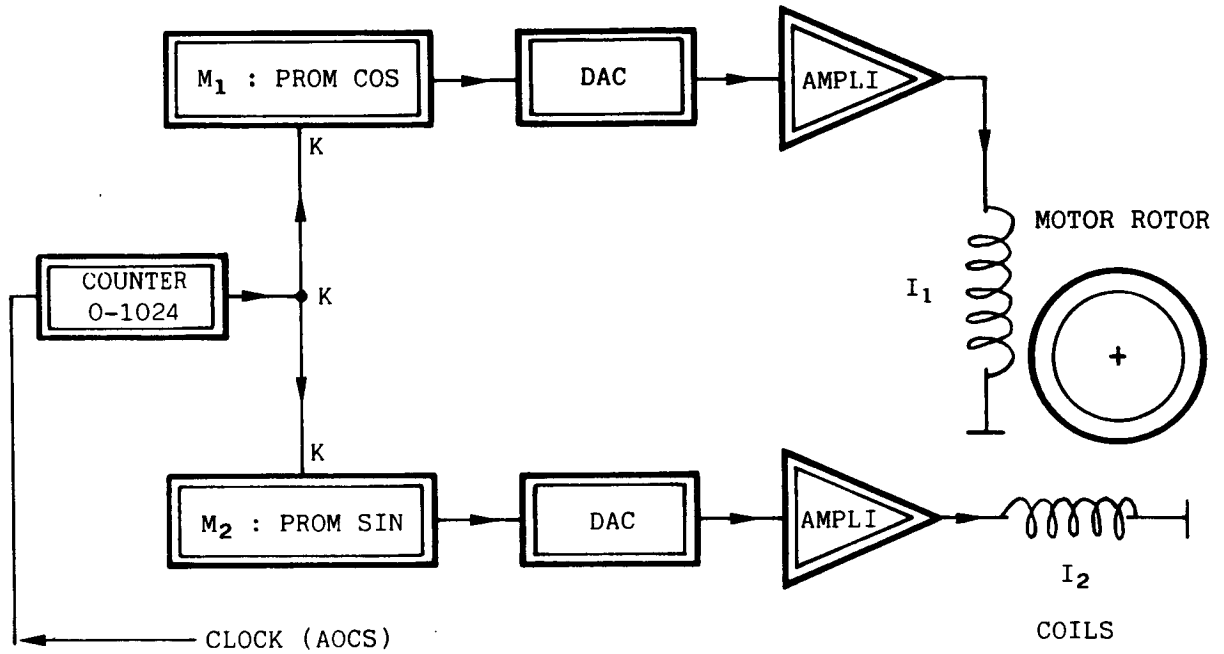 M1 : PROM COS
DAC
AMPLI
K
MOTOR ROTOR
COUNTER
0-1024
K
I1
+
K
M2 : PROM SIN
DAC
AMPLI
I2
CLOCK (AOCS)
COILS